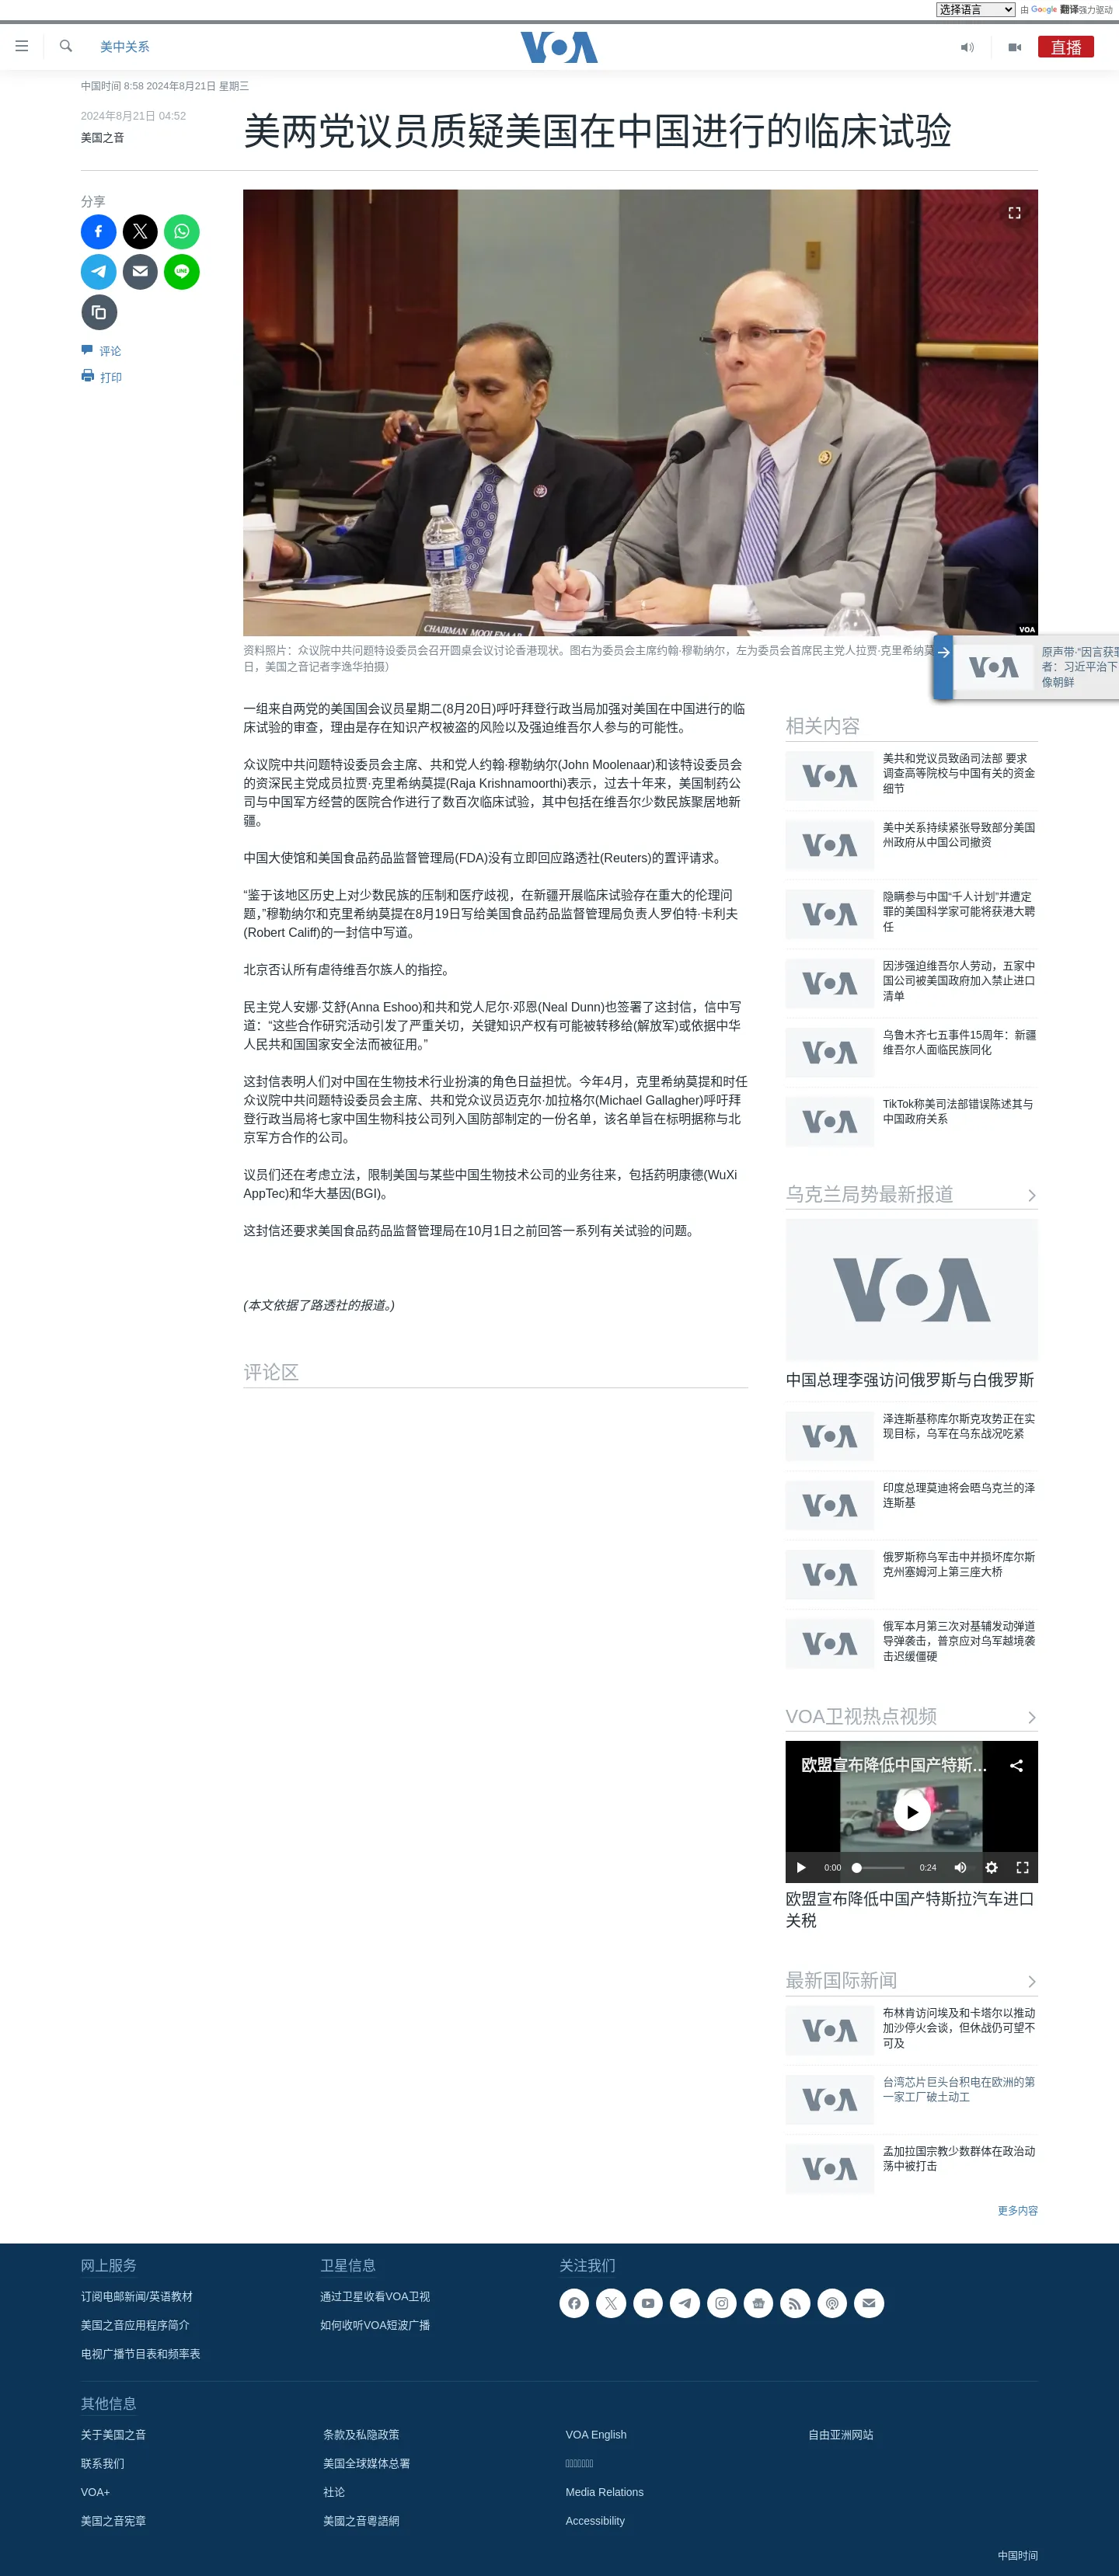 选择语言 由 Google 翻译强力驱动
美中关系
VOA
直播
中国时间 8:58 2024年8月21日 星期三
2024年8月21日 04:52
美国之音
美两党议员质疑美国在中国进行的临床试验
分享
评论
打印
CHAIRMAN MOOLENAAR
VOA
资料照片：众议院中共问题特设委员会召开圆桌会议讨论香港现状。图右为委员会主席约翰·穆勒纳尔，左为委员会首席民主党人拉贾·克里希纳莫
日，美国之音记者李逸华拍摄）
原声带·“因言获罪
者：习近平治下
像朝鲜
一组来自两党的美国国会议员星期二(8月20日)呼吁拜登行政当局加强对美国在中国进行的临
床试验的审查，理由是存在知识产权被盗的风险以及强迫维吾尔人参与的可能性。
众议院中共问题特设委员会主席、共和党人约翰·穆勒纳尔(John Moolenaar)和该特设委员会
的资深民主党成员拉贾·克里希纳莫提(Raja Krishnamoorthi)表示，过去十年来，美国制药公
司与中国军方经营的医院合作进行了数百次临床试验，其中包括在维吾尔少数民族聚居地新
疆。
中国大使馆和美国食品药品监督管理局(FDA)没有立即回应路透社(Reuters)的置评请求。
“鉴于该地区历史上对少数民族的压制和医疗歧视，在新疆开展临床试验存在重大的伦理问
题，”穆勒纳尔和克里希纳莫提在8月19日写给美国食品药品监督管理局负责人罗伯特·卡利夫
(Robert Califf)的一封信中写道。
北京否认所有虐待维吾尔族人的指控。
民主党人安娜·艾舒(Anna Eshoo)和共和党人尼尔·邓恩(Neal Dunn)也签署了这封信，信中写
道：“这些合作研究活动引发了严重关切，关键知识产权有可能被转移给(解放军)或依据中华
人民共和国国家安全法而被征用。”
这封信表明人们对中国在生物技术行业扮演的角色日益担忧。今年4月，克里希纳莫提和时任
众议院中共问题特设委员会主席、共和党众议员迈克尔·加拉格尔(Michael Gallagher)呼吁拜
登行政当局将七家中国生物科技公司列入国防部制定的一份名单，该名单旨在标明据称与北
京军方合作的公司。
议员们还在考虑立法，限制美国与某些中国生物技术公司的业务往来，包括药明康德(WuXi
AppTec)和华大基因(BGI)。
这封信还要求美国食品药品监督管理局在10月1日之前回答一系列有关试验的问题。
(本文依据了路透社的报道。)
评论区
相关内容
美共和党议员致函司法部 要求
调查高等院校与中国有关的资金
细节
美中关系持续紧张导致部分美国
州政府从中国公司撤资
隐瞒参与中国“千人计划”并遭定
罪的美国科学家可能将获港大聘
任
因涉强迫维吾尔人劳动，五家中
国公司被美国政府加入禁止进口
清单
乌鲁木齐七五事件15周年：新疆
维吾尔人面临民族同化
TikTok称美司法部错误陈述其与
中国政府关系
乌克兰局势最新报道
VOA
中国总理李强访问俄罗斯与白俄罗斯
泽连斯基称库尔斯克攻势正在实
现目标，乌军在乌东战况吃紧
印度总理莫迪将会晤乌克兰的泽
连斯基
俄罗斯称乌军击中并损坏库尔斯
克州塞姆河上第三座大桥
俄军本月第三次对基辅发动弹道
导弹袭击，普京应对乌军越境袭
击迟缓僵硬
VOA卫视热点视频
欧盟宣布降低中国产特斯...
0:00 0:24
欧盟宣布降低中国产特斯拉汽车进口
关税
最新国际新闻
布林肯访问埃及和卡塔尔以推动
加沙停火会谈，但休战仍可望不
可及
台湾芯片巨头台积电在欧洲的第
一家工厂破土动工
孟加拉国宗教少数群体在政治动
荡中被打击
更多内容
网上服务 卫星信息 关注我们
订阅电邮新闻/英语教材 通过卫星收看VOA卫视
美国之音应用程序简介 如何收听VOA短波广播
电视广播节目表和频率表
其他信息
关于美国之音 条款及私隐政策 VOA English 自由亚洲网站
联系我们 美国全球媒体总署
VOA+ 社论 Media Relations
美国之音宪章 美國之音粵語網 Accessibility
中国时间